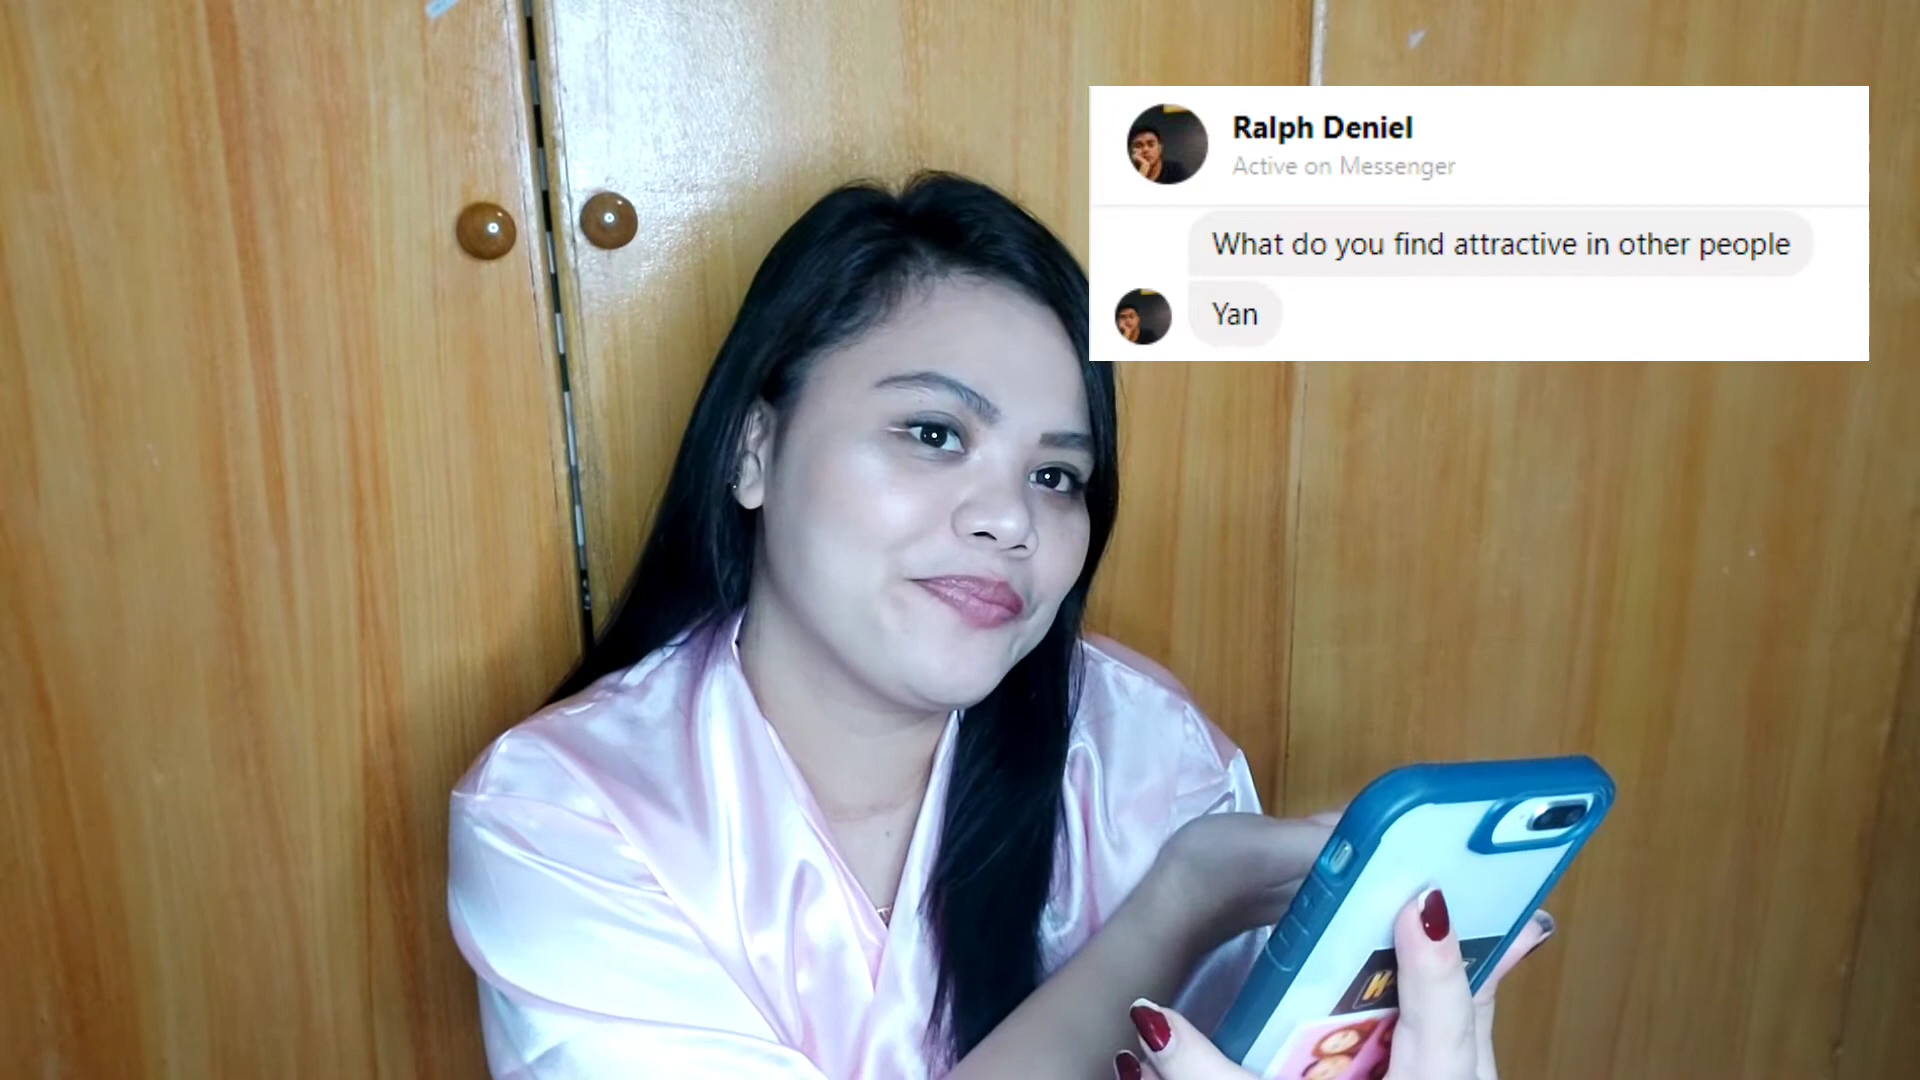 Ralph Deniel
Active on Messenger
What do you find attractive in other people
Yan